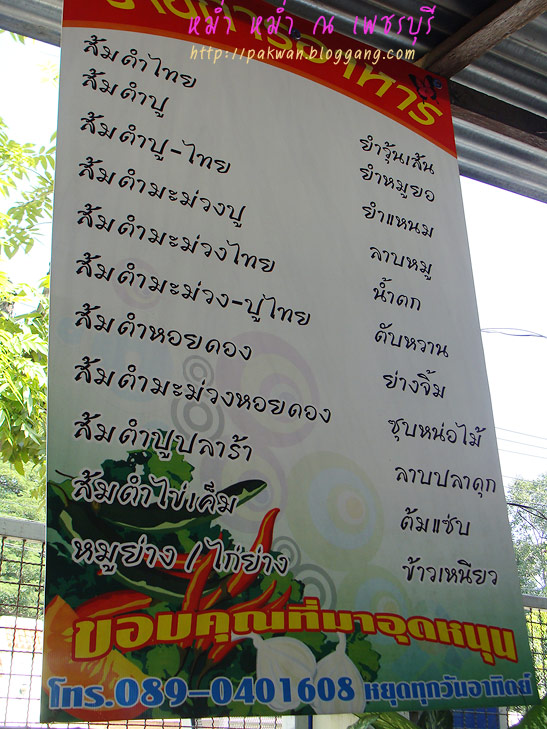 หม่ำ หม่ำ ณ เพชรบุรี
http://pakwan.bloggang.com
รายการอาหาร
ส้มตำไทย
ส้มตำปู
ส้มตำปู-ไทย
ส้มตำมะม่วงปู
ส้มตำมะม่วงไทย
ส้มตำมะม่วง-ปูไทย
ส้มตำหอยดอง
ส้มตำมะม่วงหอยดอง
ส้มตำปูปลาร้า
ส้มตำไข่เค็ม
หมูย่าง / ไก่ย่าง
ยำวุ้นเส้น
ยำหมูยอ
ยำแหนม
ลาบหมู
น้ำตก
ตับหวาน
ย่างจิ้ม
ซุบหน่อไม้
ลาบปลาดุก
ต้มแซ่บ
ข้าวเหนียว
ขอบคุณที่มาอุดหนุน
โทร.089-0401608 หยุดทุกวันอาทิตย์